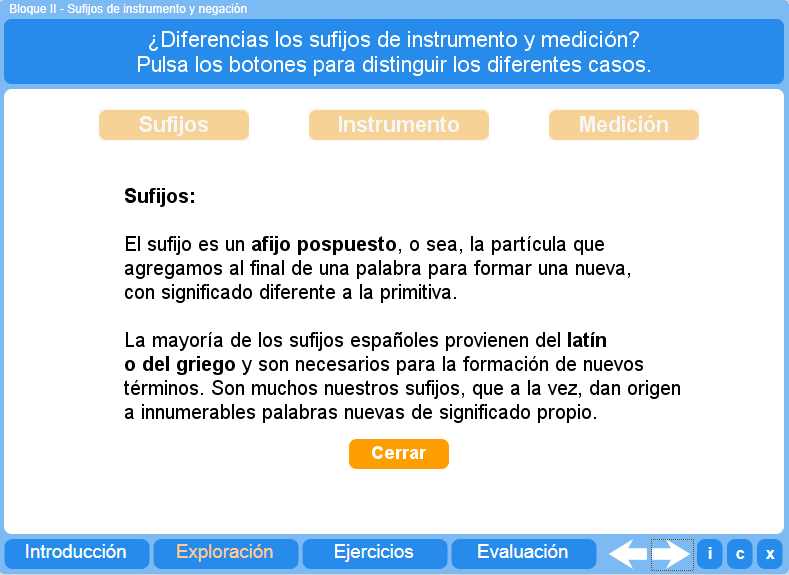 Bloque II - Sufijos de instrumento y negación
¿Diferencias los sufijos de instrumento y medición?
Pulsa los botones para distinguir los diferentes casos.
Sufijos Instrumento Medición
Sufijos:
El sufijo es un afijo pospuesto, o sea, la partícula que
agregamos al final de una palabra para formar una nueva,
con significado diferente a la primitiva.
La mayoría de los sufijos españoles provienen del latín
o del griego y son necesarios para la formación de nuevos
términos. Son muchos nuestros sufijos, que a la vez, dan origen
a innumerables palabras nuevas de significado propio.
Cerrar
Introducción Exploración Ejercicios Evaluación i c x